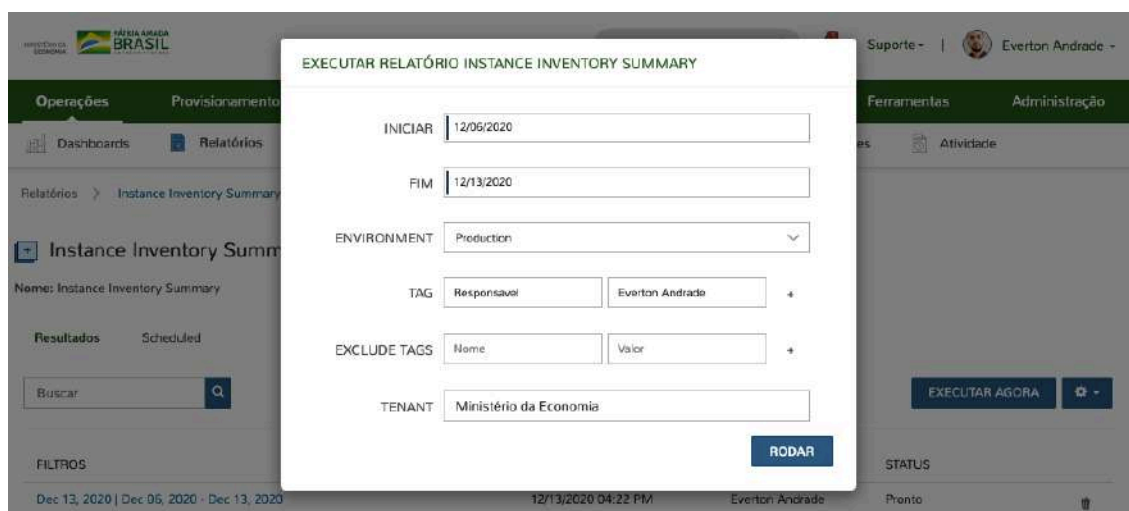 MINISTÉRIO DA
ECONOMIA
PÁTRIA AMADA
BRASIL
Suporte
|
Everton Andrade
Operações
Provisionamento
Ferramentas
Administração
Dashboards
Relatórios
es
Atividade
Relatórios > Instance Inventory Summary
Instance Inventory Summ
Nome: Instance Inventory Summary
Resultados
Scheduled
Buscar
EXECUTAR AGORA
FILTROS
STATUS
Dec 13, 2020 | Dec 06, 2020 - Dec 13, 2020
12/13/2020 04:22 PM
Everton Andrade
Pronto
EXECUTAR RELATÓRIO INSTANCE INVENTORY SUMMARY
INICIAR 12/06/2020
FIM 12/13/2020
ENVIRONMENT Production
TAG Responsavel Everton Andrade +
EXCLUDE TAGS Nome Valor +
TENANT Ministério da Economia
RODAR